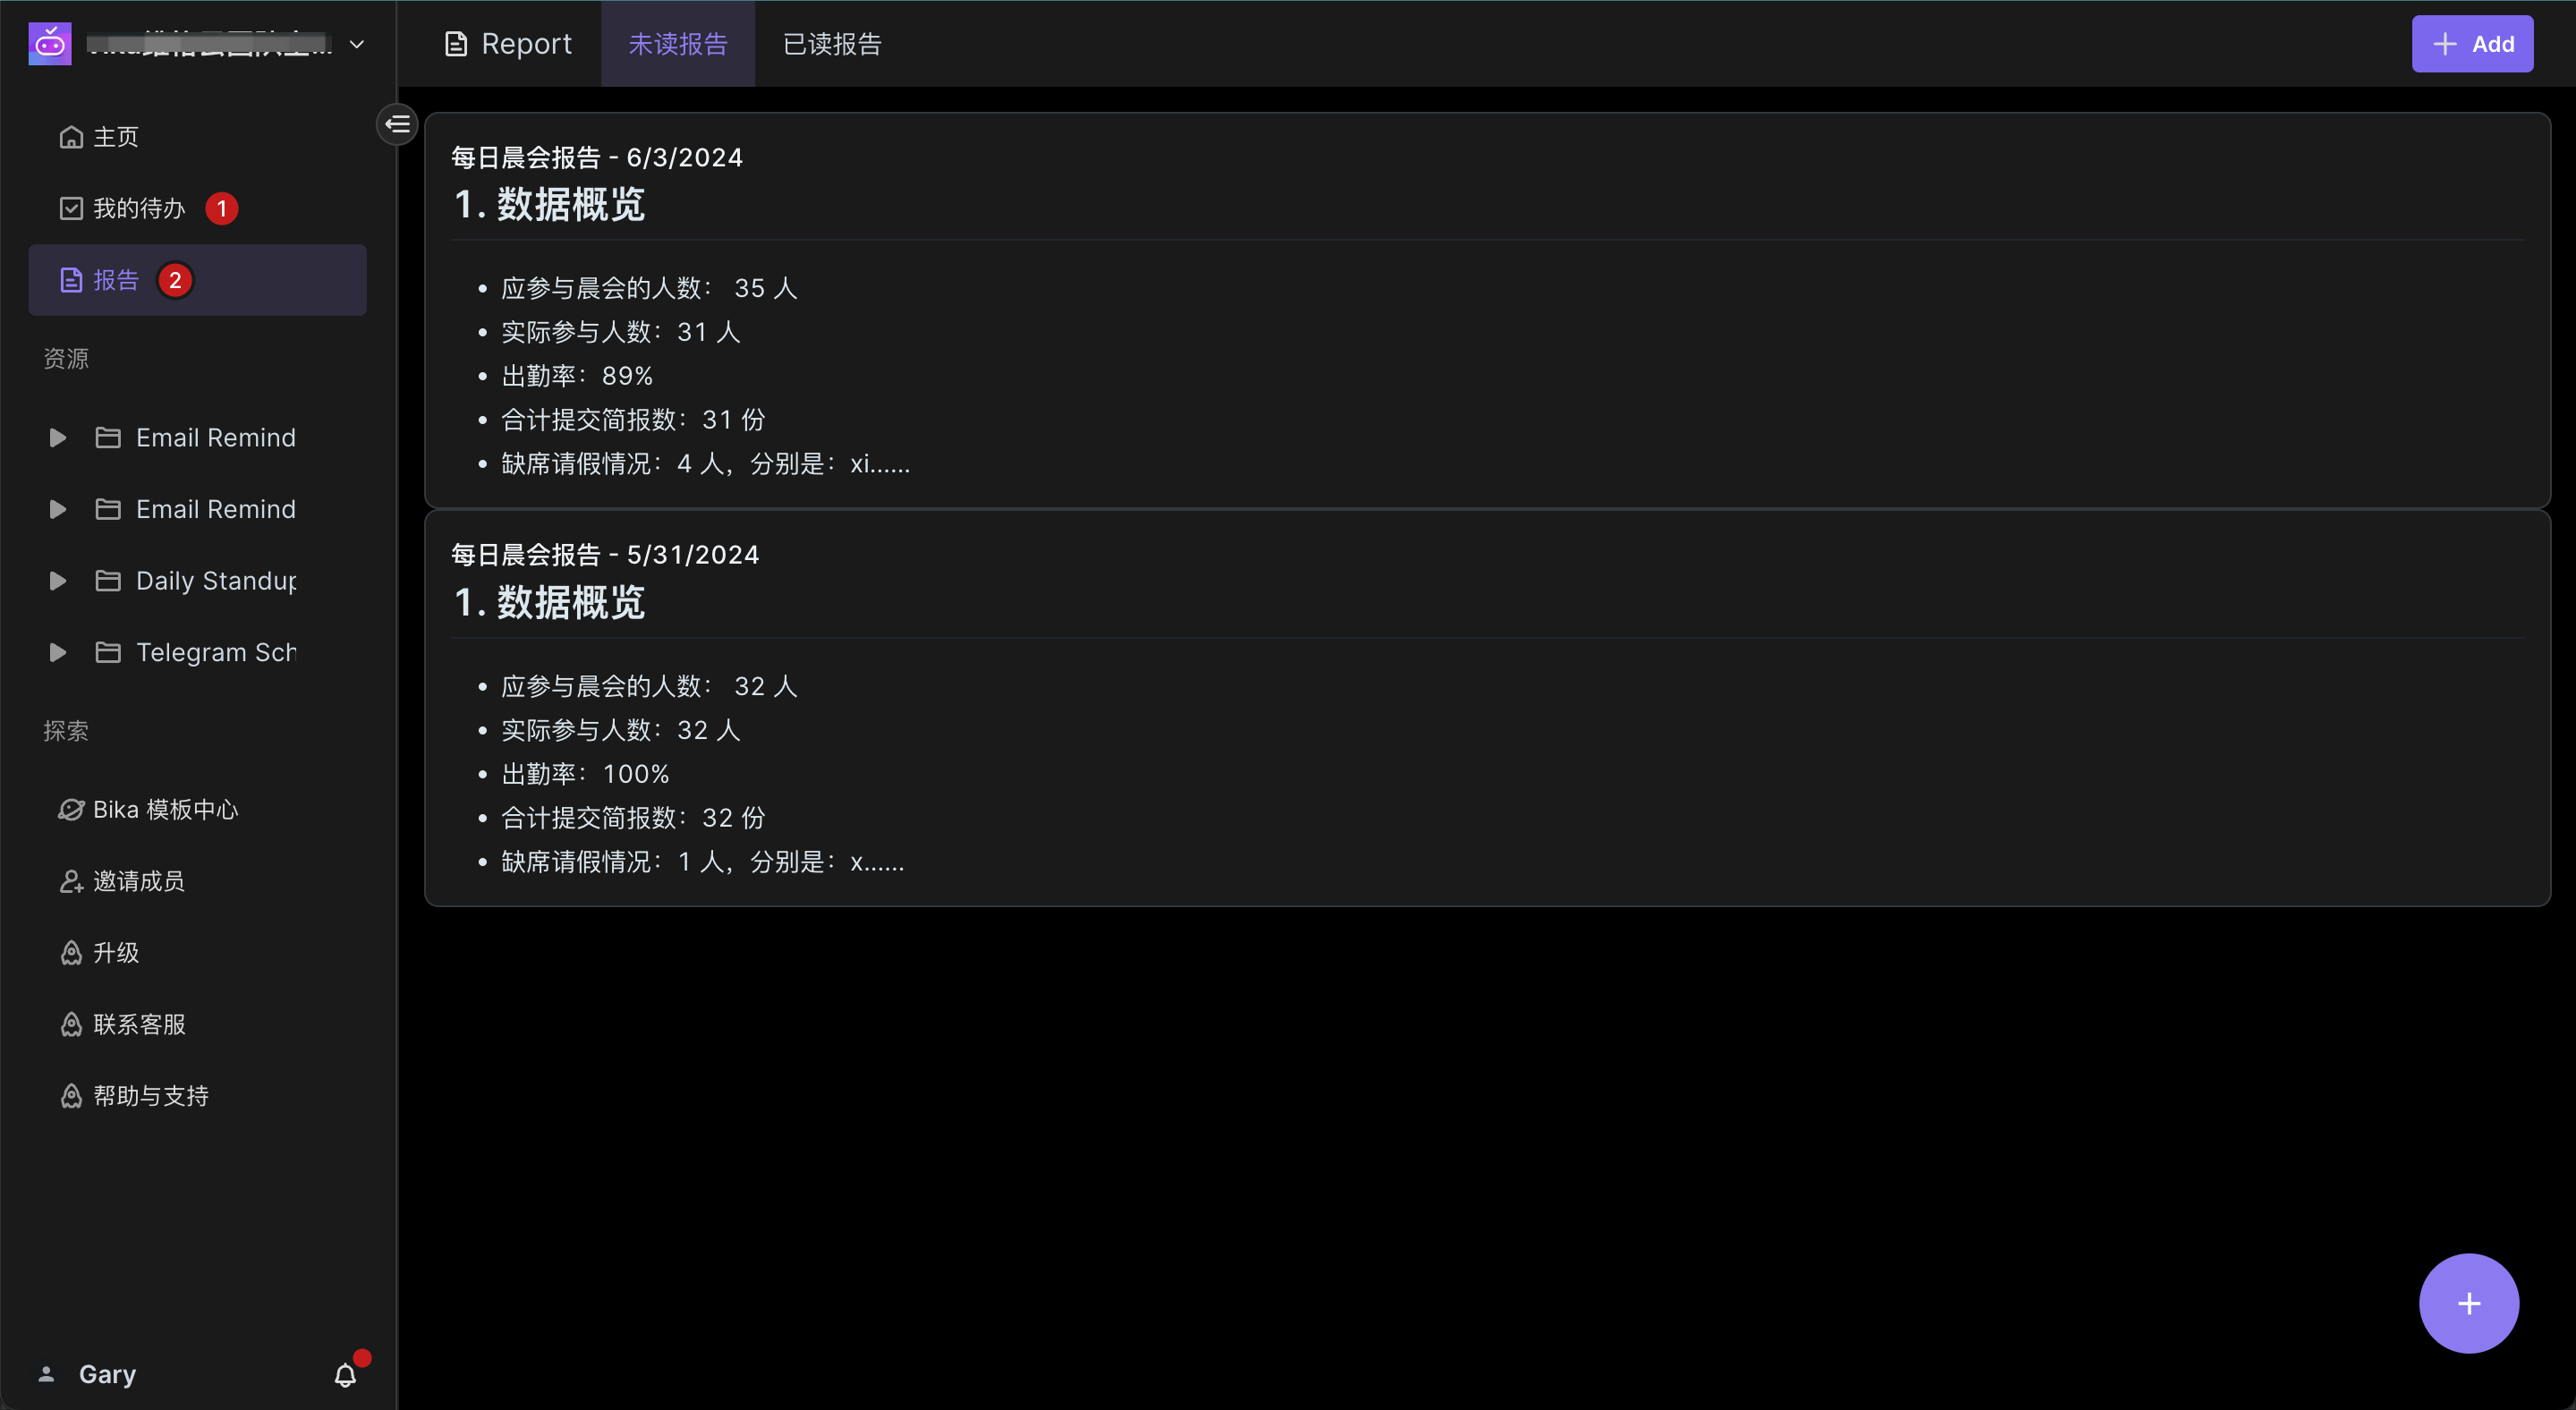 主页
我的待办 1
报告 2
资源
Email Remind
Email Remind
Daily Standup
Telegram Sch
探索
Bika 模板中心
邀请成员
升级
联系客服
帮助与支持
Gary
Report 未读报告 已读报告
Add
每日晨会报告 - 6/3/2024
1. 数据概览
应参与晨会的人数： 35 人
实际参与人数：31 人
出勤率：89%
合计提交简报数：31 份
缺席请假情况：4 人，分别是：xi......
每日晨会报告 - 5/31/2024
1. 数据概览
应参与晨会的人数： 32 人
实际参与人数：32 人
出勤率：100%
合计提交简报数：32 份
缺席请假情况：1 人，分别是：x......